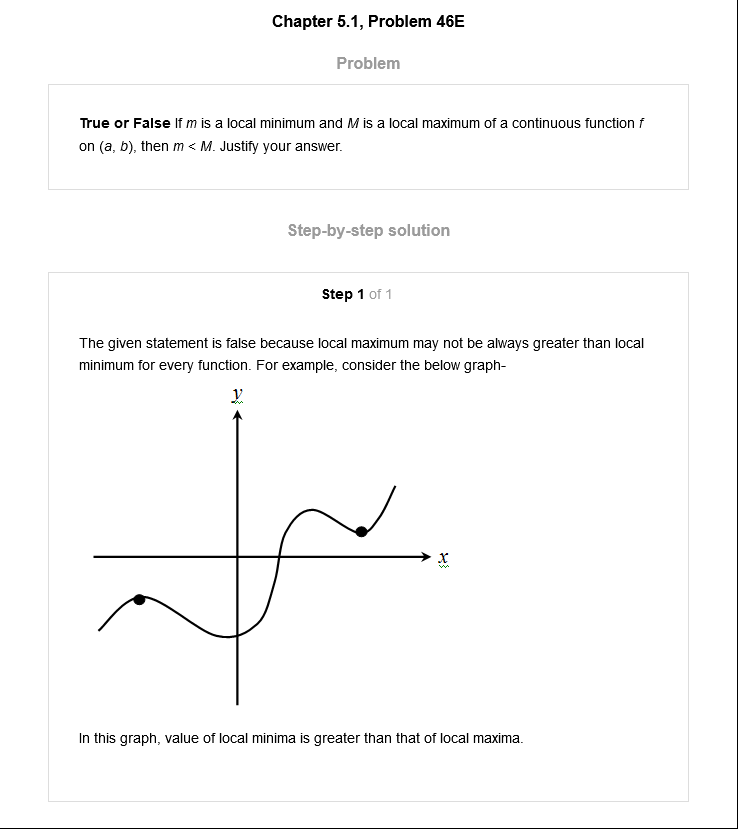 Chapter 5.1, Problem 46E
Problem
True or False If m is a local minimum and M is a local maximum of a continuous function f
on (a, b), then m < M. Justify your answer.
Step-by-step solution
Step 1 of 1
The given statement is false because local maximum may not be always greater than local
minimum for every function. For example, consider the below graph-
y
x
In this graph, value of local minima is greater than that of local maxima.